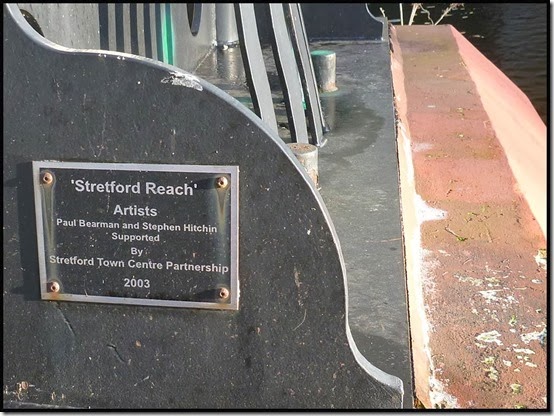 'Stretford Reach'
Artists
Paul Bearman and Stephen Hitchin
Supported
By
Stretford Town Centre Partnership
2003